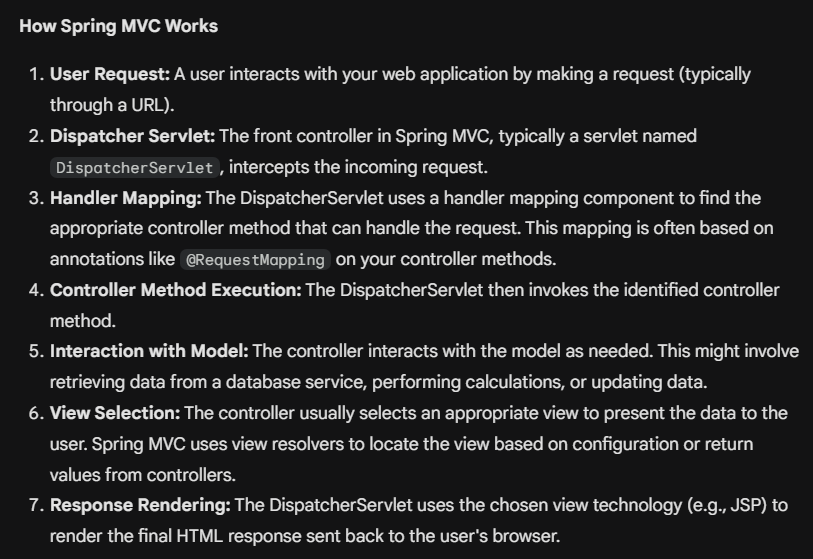 How Spring MVC Works
1. User Request: A user interacts with your web application by making a request (typically
through a URL).
2. Dispatcher Servlet: The front controller in Spring MVC, typically a servlet named
DispatcherServlet, intercepts the incoming request.
3. Handler Mapping: The DispatcherServlet uses a handler mapping component to find the
appropriate controller method that can handle the request. This mapping is often based on
annotations like @RequestMapping on your controller methods.
4. Controller Method Execution: The DispatcherServlet then invokes the identified controller
method.
5. Interaction with Model: The controller interacts with the model as needed. This might involve
retrieving data from a database service, performing calculations, or updating data.
6. View Selection: The controller usually selects an appropriate view to present the data to the
user. Spring MVC uses view resolvers to locate the view based on configuration or return
values from controllers.
7. Response Rendering: The DispatcherServlet uses the chosen view technology (e.g., JSP) to
render the final HTML response sent back to the user's browser.